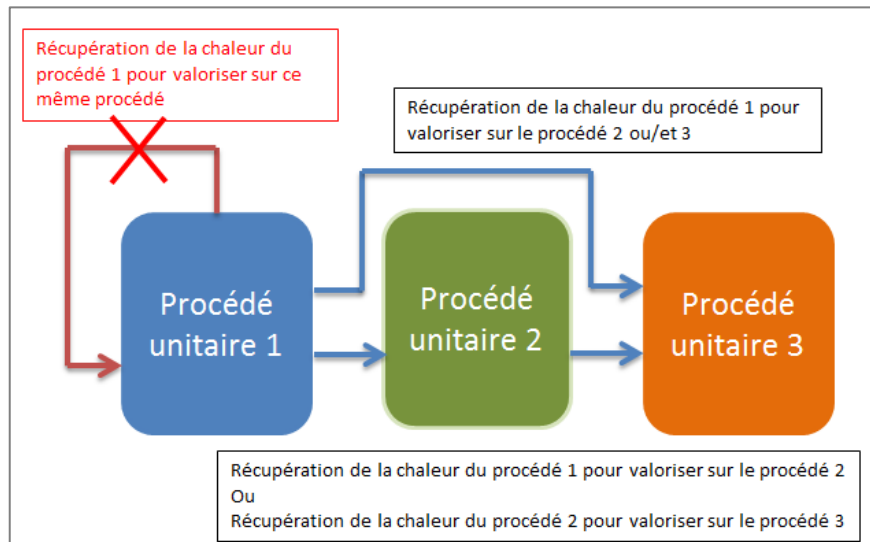 Récupération de la chaleur du
procédé 1 pour valoriser sur ce
même procédé
Récupération de la chaleur du procédé 1 pour
valoriser sur le procédé 2 ou/et 3
Procédé
unitaire 1
Procédé
unitaire 2
Procédé
unitaire 3
Récupération de la chaleur du procédé 1 pour valoriser sur le procédé 2
Ou
Récupération de la chaleur du procédé 2 pour valoriser sur le procédé 3